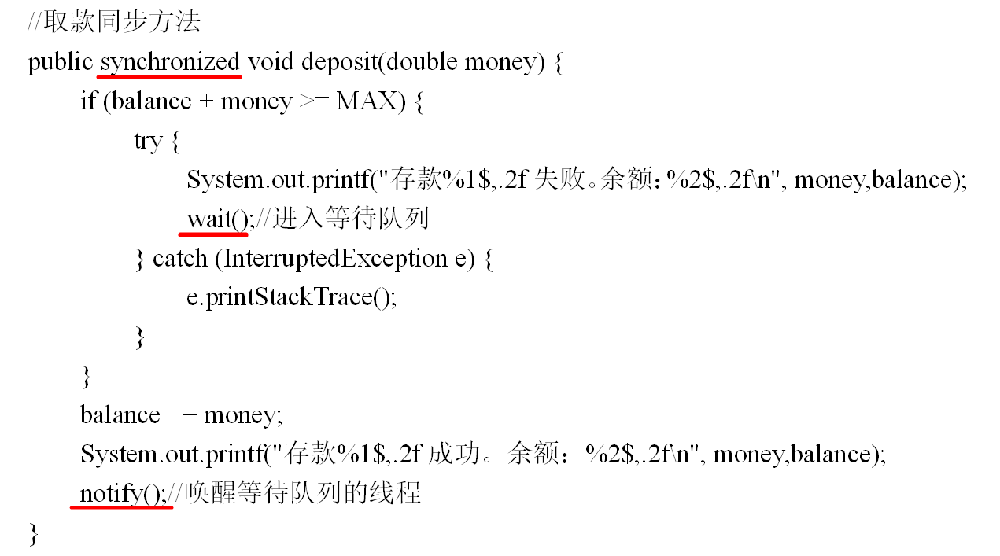 //取款同步方法
public synchronized void deposit(double money) {
if (balance + money >= MAX) {
try {
System.out.printf("存款%1$,.2f 失败。余额：%2$,.2f\n", money,balance);
wait();//进入等待队列
} catch (InterruptedException e) {
e.printStackTrace();
}
}
balance += money;
System.out.printf("存款%1$,.2f 成功。余额：%2$,.2f\n", money,balance);
notify();//唤醒等待队列的线程
}